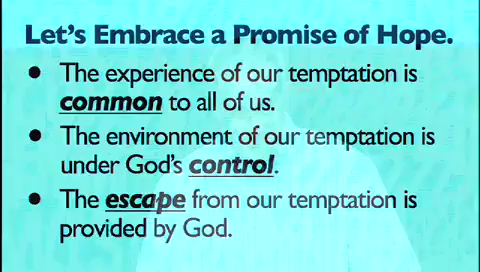 Let's Embrace a Promise of Hope.
• The experience of our temptation is
common to all of us.
• The environment of our temptation is
under God's control.
• The escape from our temptation is
provided by God.